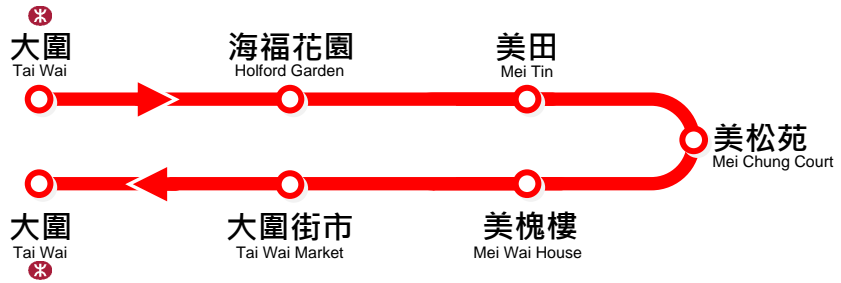 大圍
Tai Wai
海福花園
Holford Garden
美田
Mei Tin
美松苑
Mei Chung Court
大圍
Tai Wai
大圍街市
Tai Wai Market
美槐樓
Mei Wai House